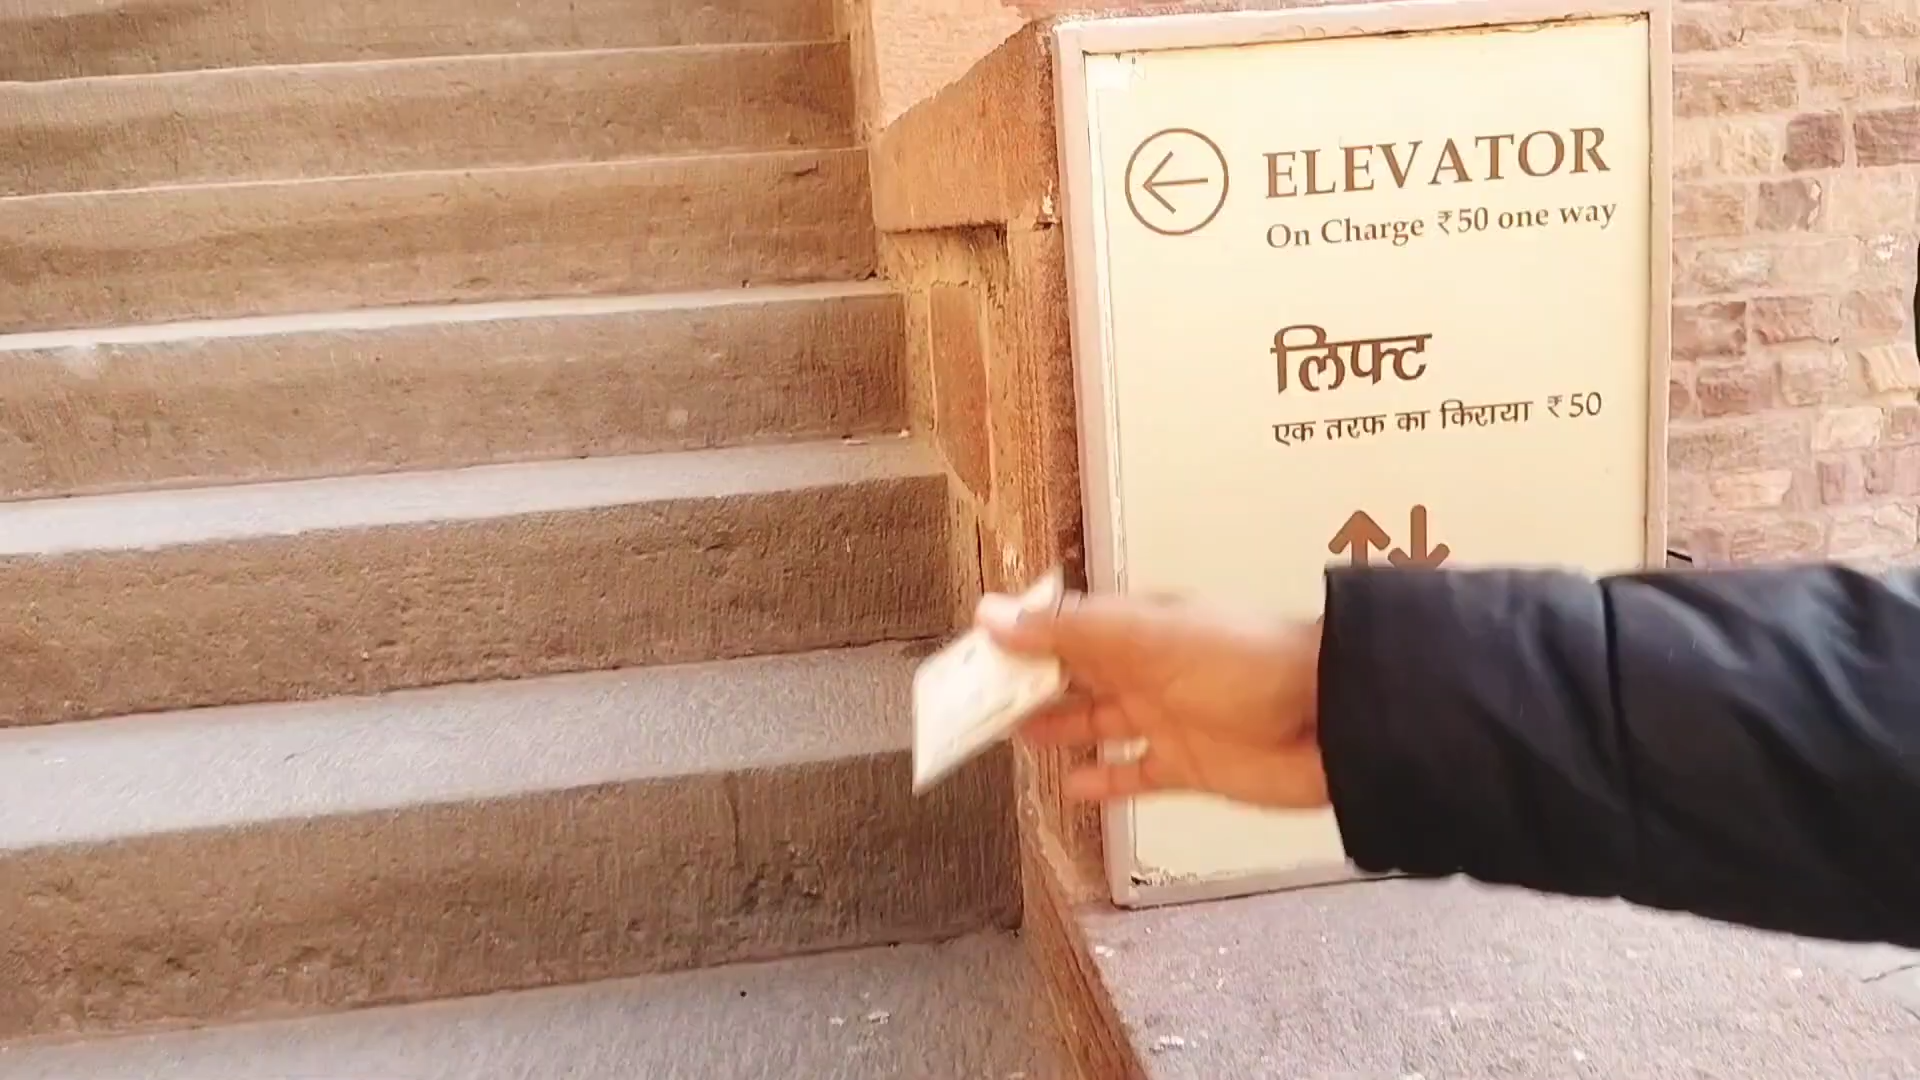 ELEVATOR
On Charge ₹50 one way
लिफ्ट
एक तरफ का किराया ₹50